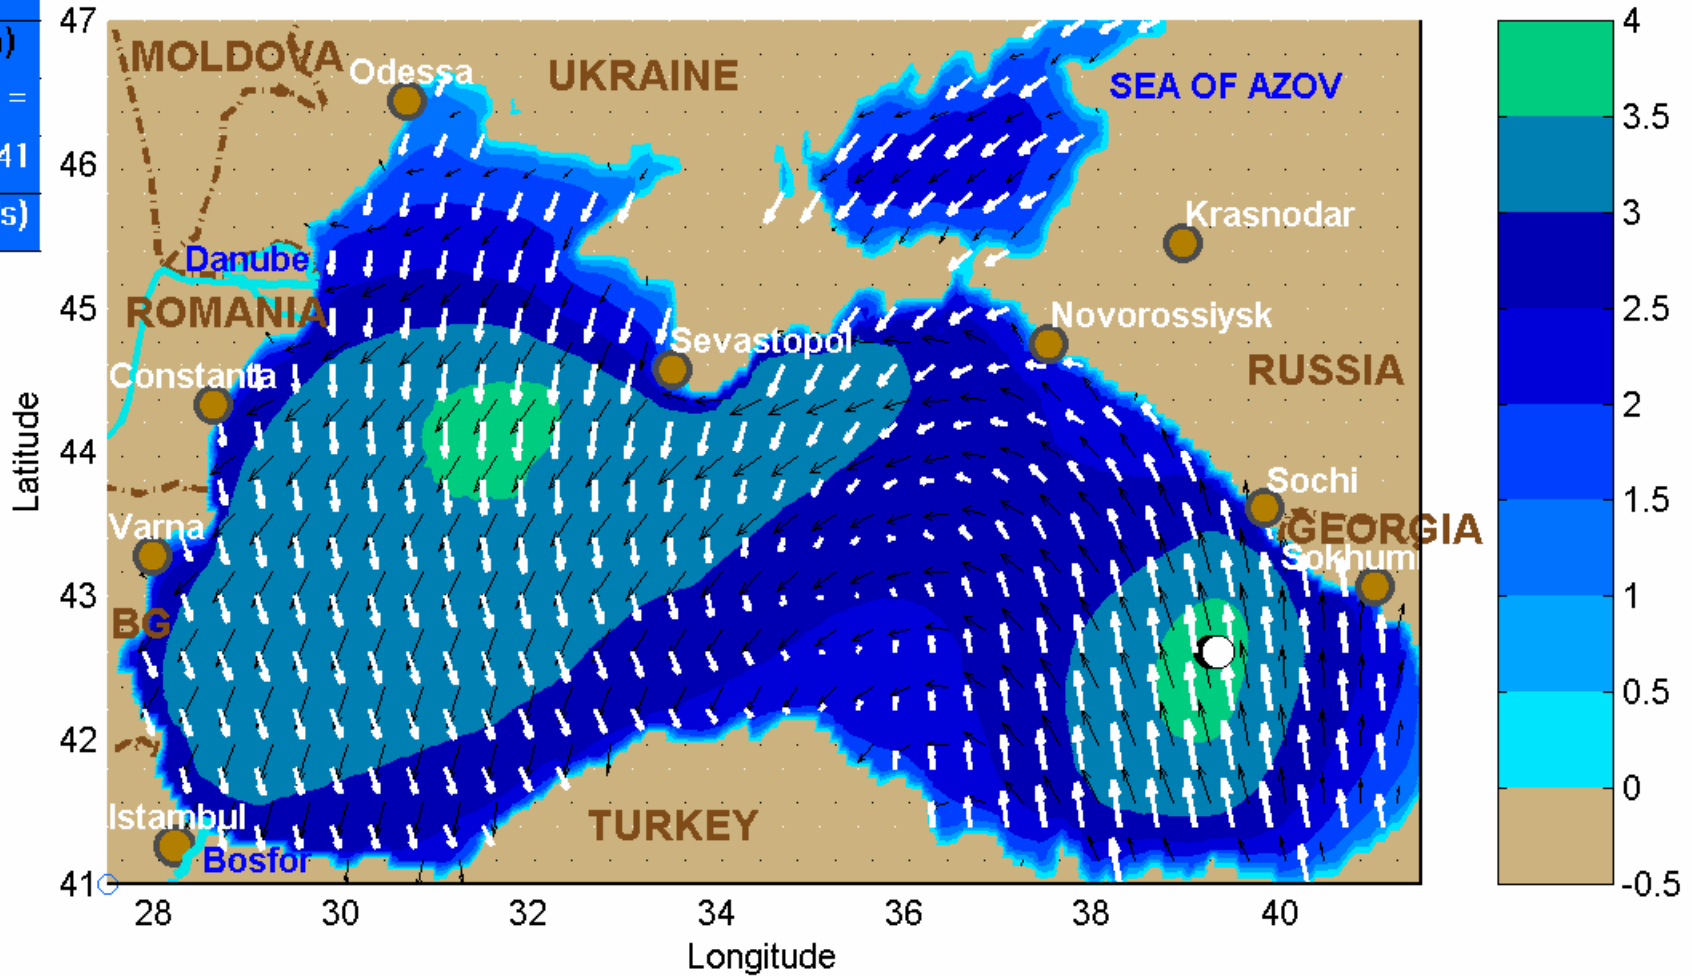 )
=
41
s)
47
46
45
44
43
42
41
Latitude
MOLDOVA
Odessa
UKRAINE
SEA OF AZOV
Krasnodar
Danube
ROMANIA
Novorossiysk
Sevastopol
RUSSIA
Constanta
Sochi
GEORGIA
Varna
Sokhumi
BG
TURKEY
Istambul
Bosfor
28 30 32 34 36 38 40
Longitude
4
3.5
3
2.5
2
1.5
1
0.5
0
-0.5